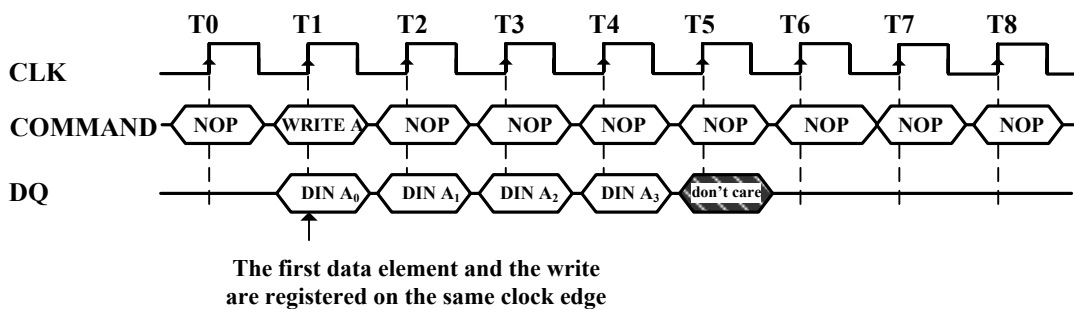 T0 T1 T2 T3 T4 T5 T6 T7 T8
CLK
COMMAND NOP WRITE A NOP NOP NOP NOP NOP NOP NOP
DQ DIN A₀ DIN A₁ DIN A₂ DIN A₃ don't care
The first data element and the write
are registered on the same clock edge